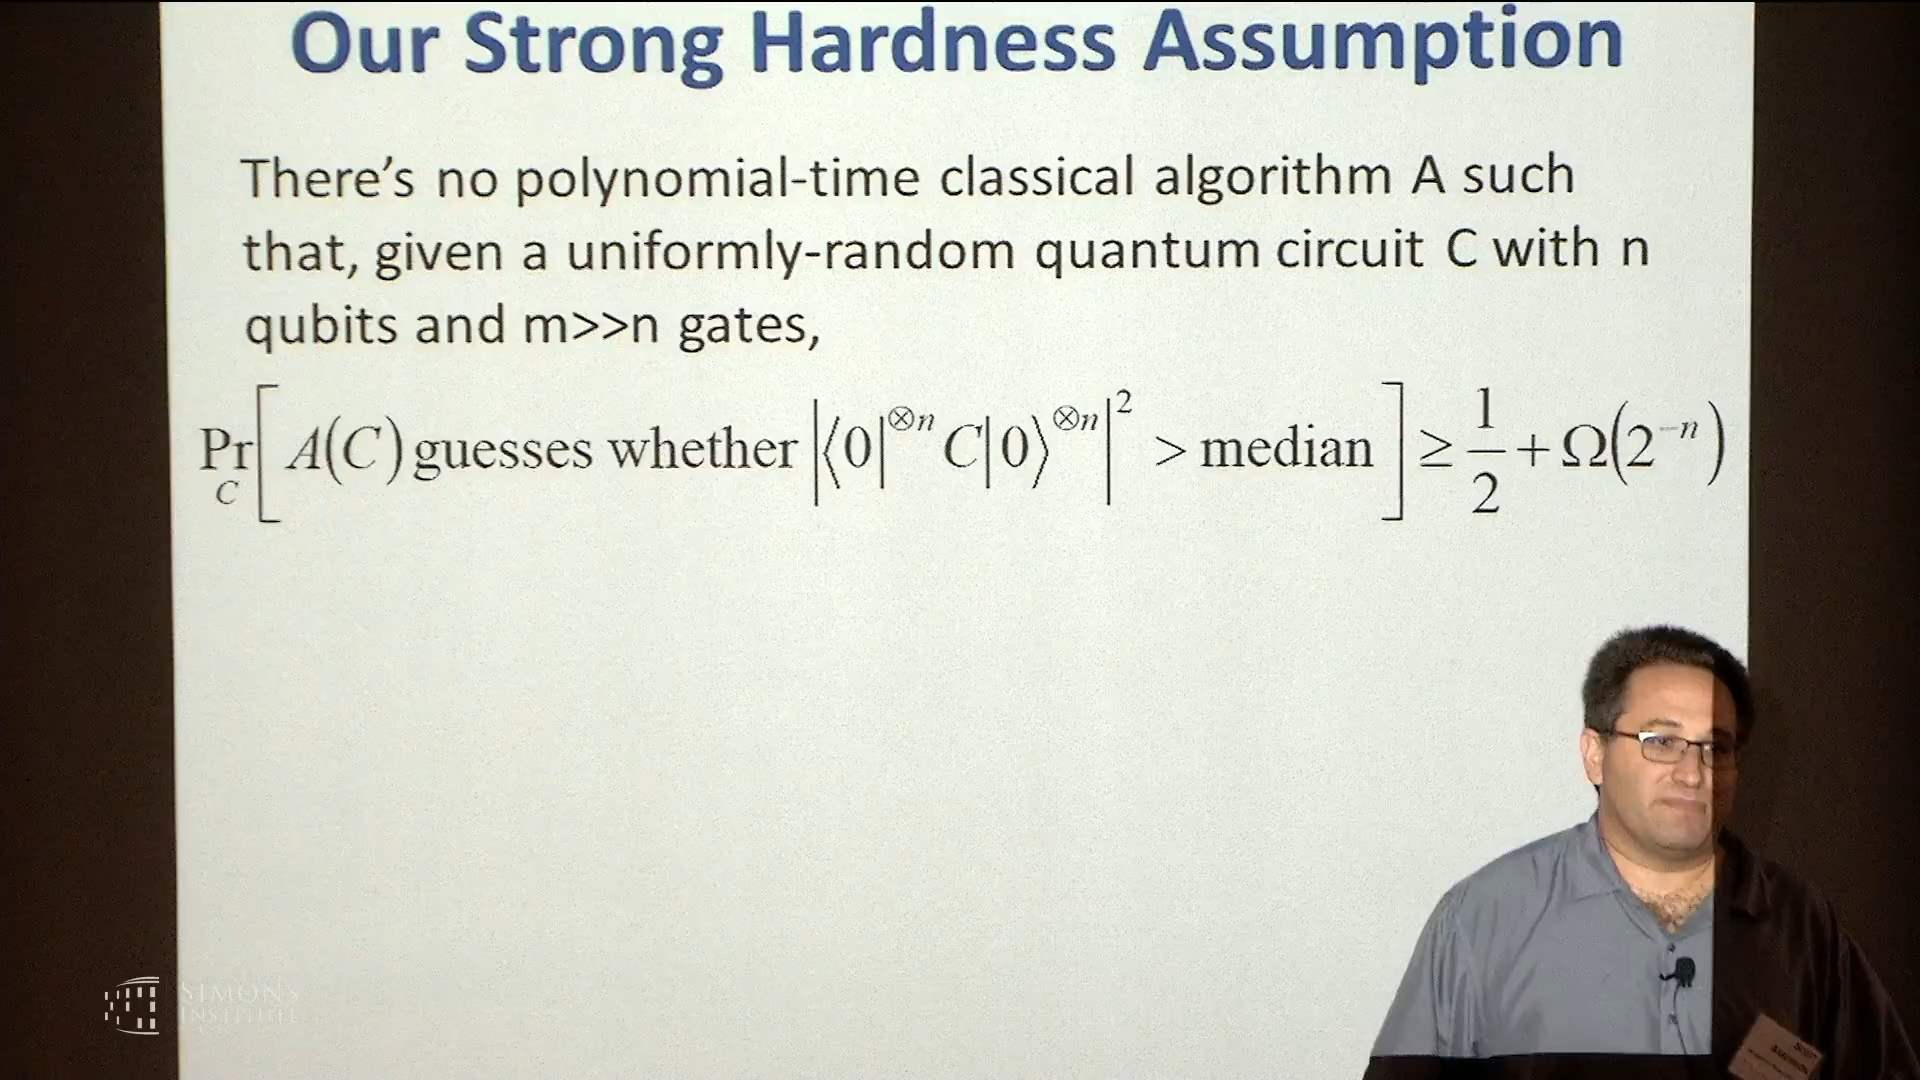 Our Strong Hardness Assumption
There's no polynomial-time classical algorithm A such
that, given a uniformly-random quantum circuit C with n
qubits and m>>n gates,
Pr_C[ A(C) guesses whether |⟨0|^{⊗n} C|0⟩^{⊗n}|^2 > median ] ≥ 1/2 + Ω(2^{-n})
SIMONS
INSTITUTE